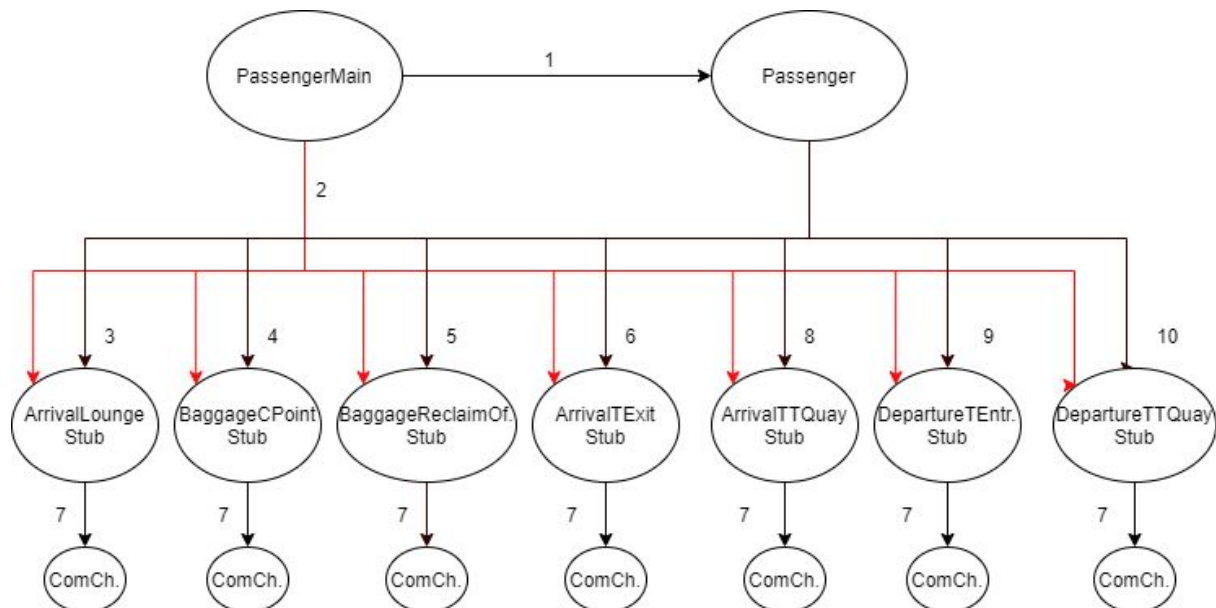 PassengerMain
1
Passenger
2
3
4
5
6
8
9
10
ArrivalLounge
Stub
BaggageCPoint
Stub
BaggageReclaimOf.
Stub
ArrivalTExit
Stub
ArrivalTTQuay
Stub
DepartureTEntr.
Stub
DepartureTTQuay
Stub
7
7
7
7
7
7
7
ComCh.
ComCh.
ComCh.
ComCh.
ComCh.
ComCh.
ComCh.